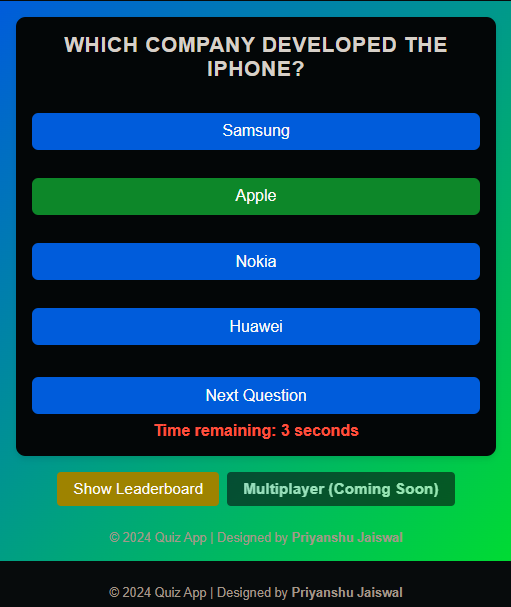 WHICH COMPANY DEVELOPED THE
IPHONE?
Samsung
Apple
Nokia
Huawei
Next Question
Time remaining: 3 seconds
Show Leaderboard
Multiplayer (Coming Soon)
© 2024 Quiz App | Designed by Priyanshu Jaiswal
© 2024 Quiz App | Designed by Priyanshu Jaiswal